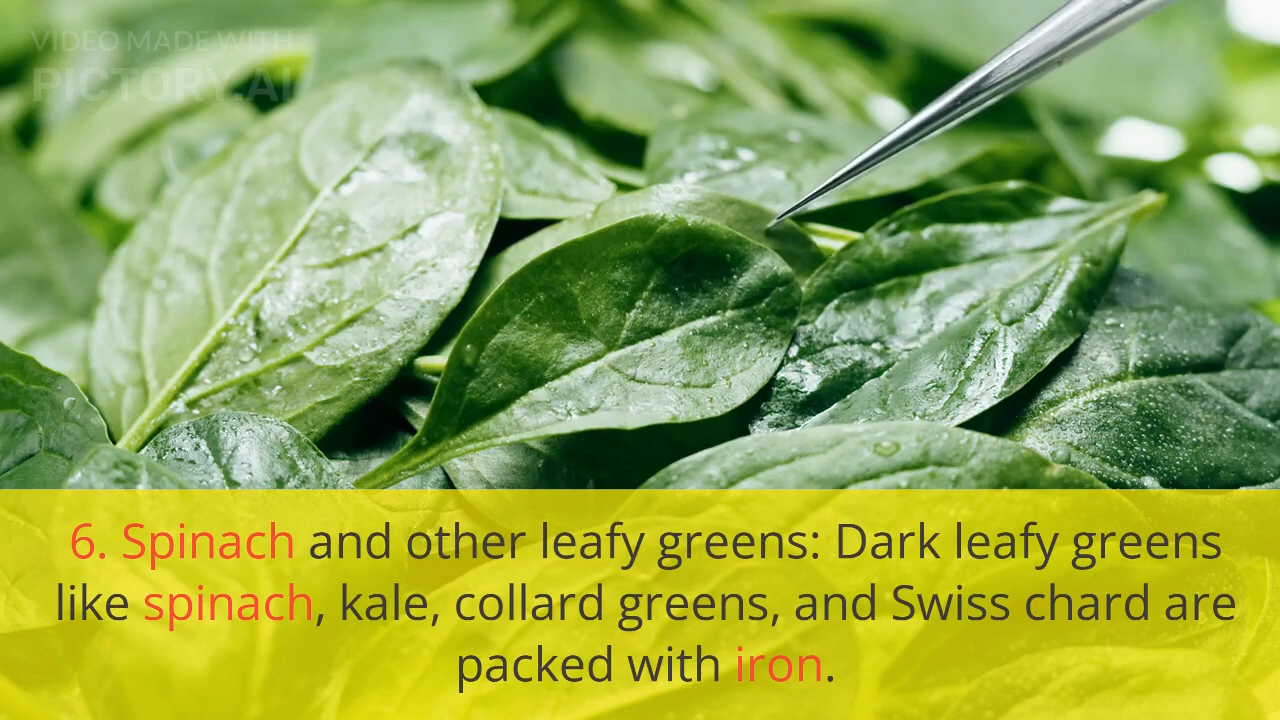 VIDEO MADE WITH
PICTORY.AI
6. Spinach and other leafy greens: Dark leafy greens
like spinach, kale, collard greens, and Swiss chard are
packed with iron.